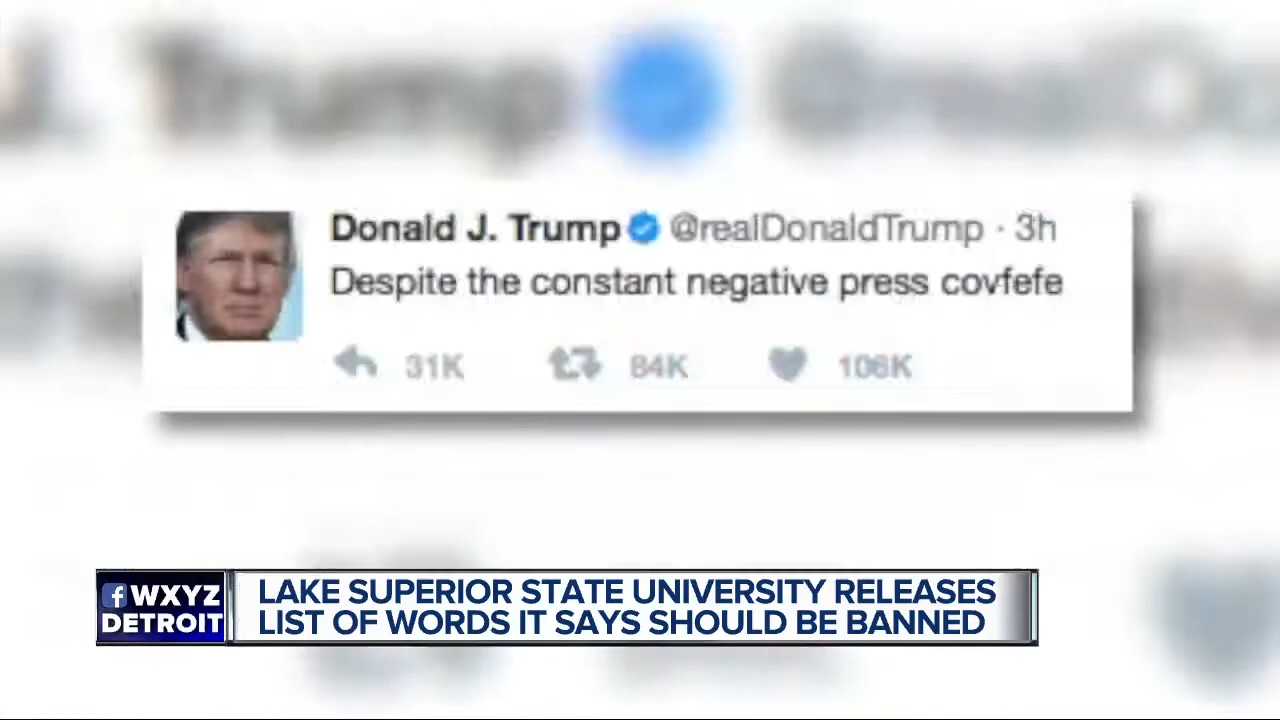 Donald J. Trump @realDonaldTrump · 3h
Despite the constant negative press covfefe
31K 84K 106K
f WXYZ DETROIT
LAKE SUPERIOR STATE UNIVERSITY RELEASES
LIST OF WORDS IT SAYS SHOULD BE BANNED